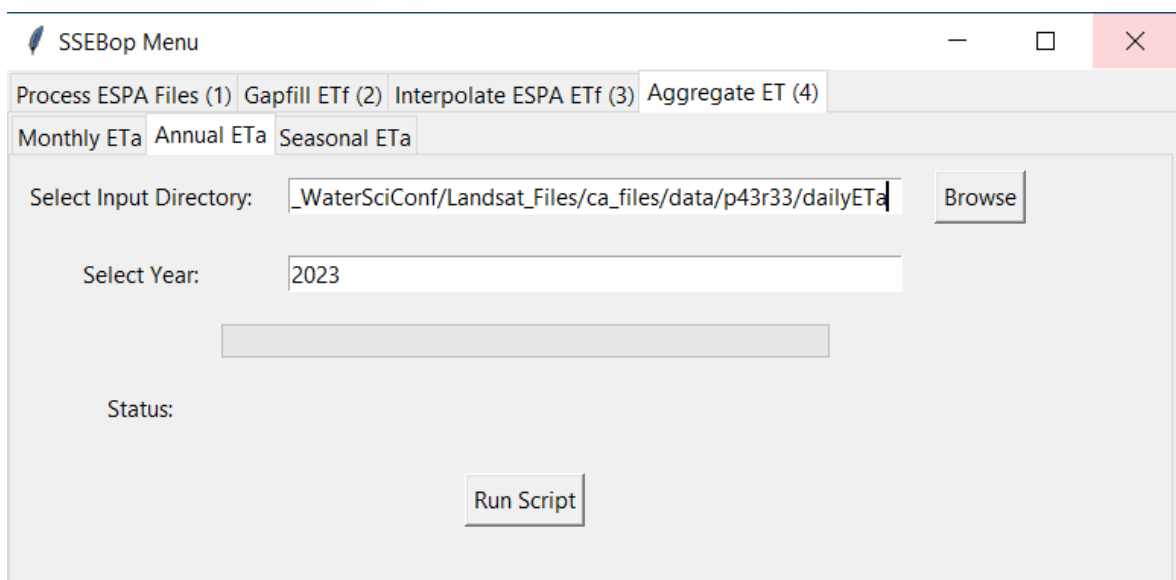 SSEBop Menu
Process ESPA Files (1) Gapfill ETf (2) Interpolate ESPA ETf (3) Aggregate ET (4)
Monthly ETa Annual ETa Seasonal ETa
Select Input Directory: _WaterSciConf/Landsat_Files/ca_files/data/p43r33/dailyETa Browse
Select Year: 2023
Status:
Run Script